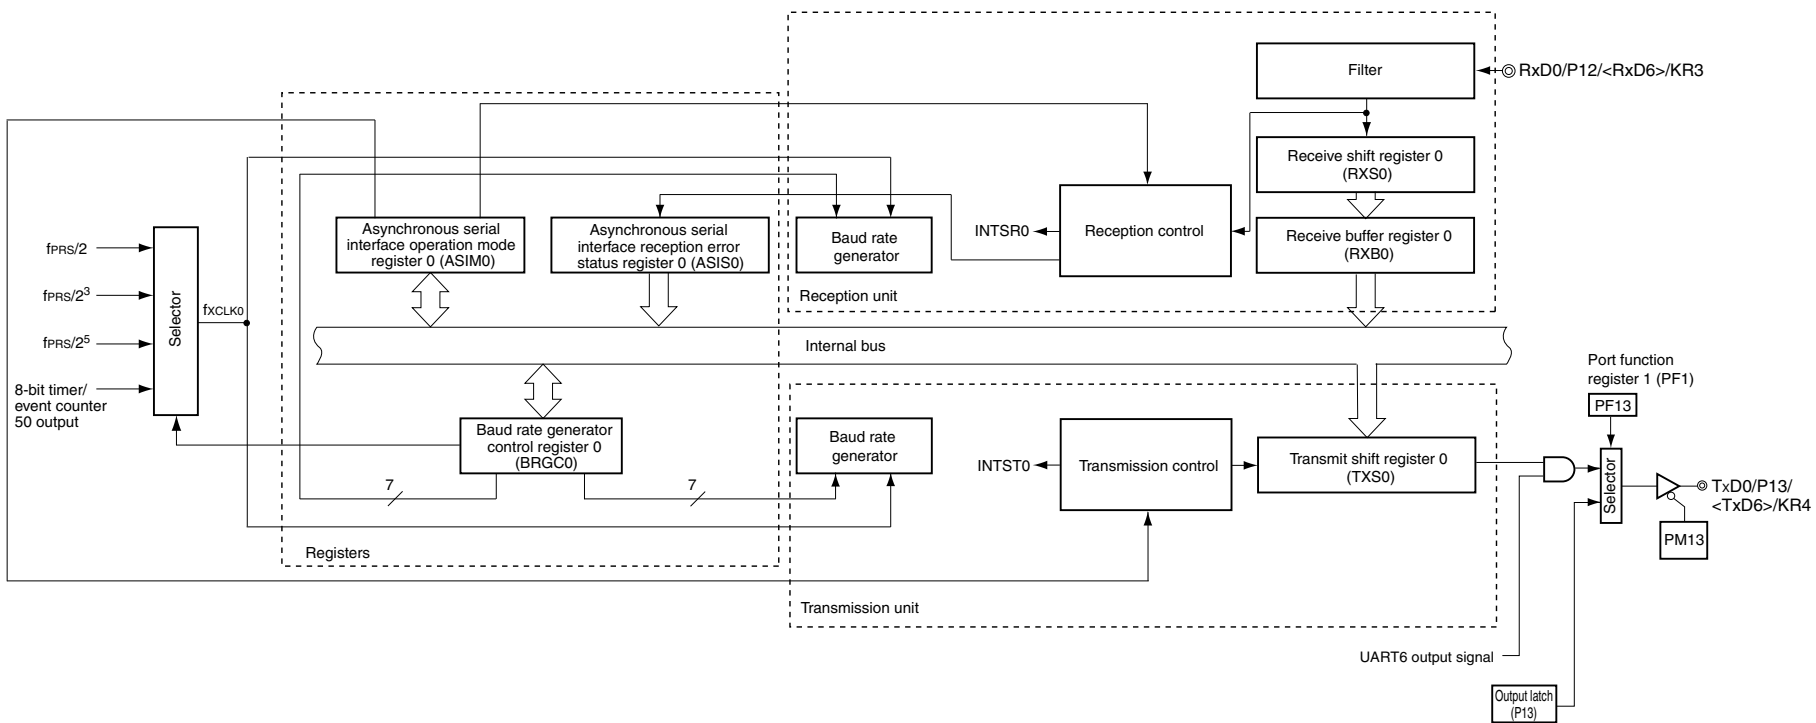 Filter
RxD0/P12/<RxD6>/KR3
Receive shift register 0
(RXS0)
Asynchronous serial
interface operation mode
register 0 (ASIM0)
Asynchronous serial
interface reception error
status register 0 (ASIS0)
Baud rate
generator
INTSR0
Reception control
Receive buffer register 0
(RXB0)
Reception unit
fPRS/2
fPRS/2³
fPRS/2⁵
8-bit timer/
event counter
50 output
Selector
fXCLK0
Internal bus
Port function
register 1 (PF1)
PF13
Baud rate generator
control register 0
(BRGC0)
7
7
Baud rate
generator
INTST0
Transmission control
Transmit shift register 0
(TXS0)
Selector
TxD0/P13/
<TxD6>/KR4
PM13
Registers
Transmission unit
UART6 output signal
Output latch
(P13)